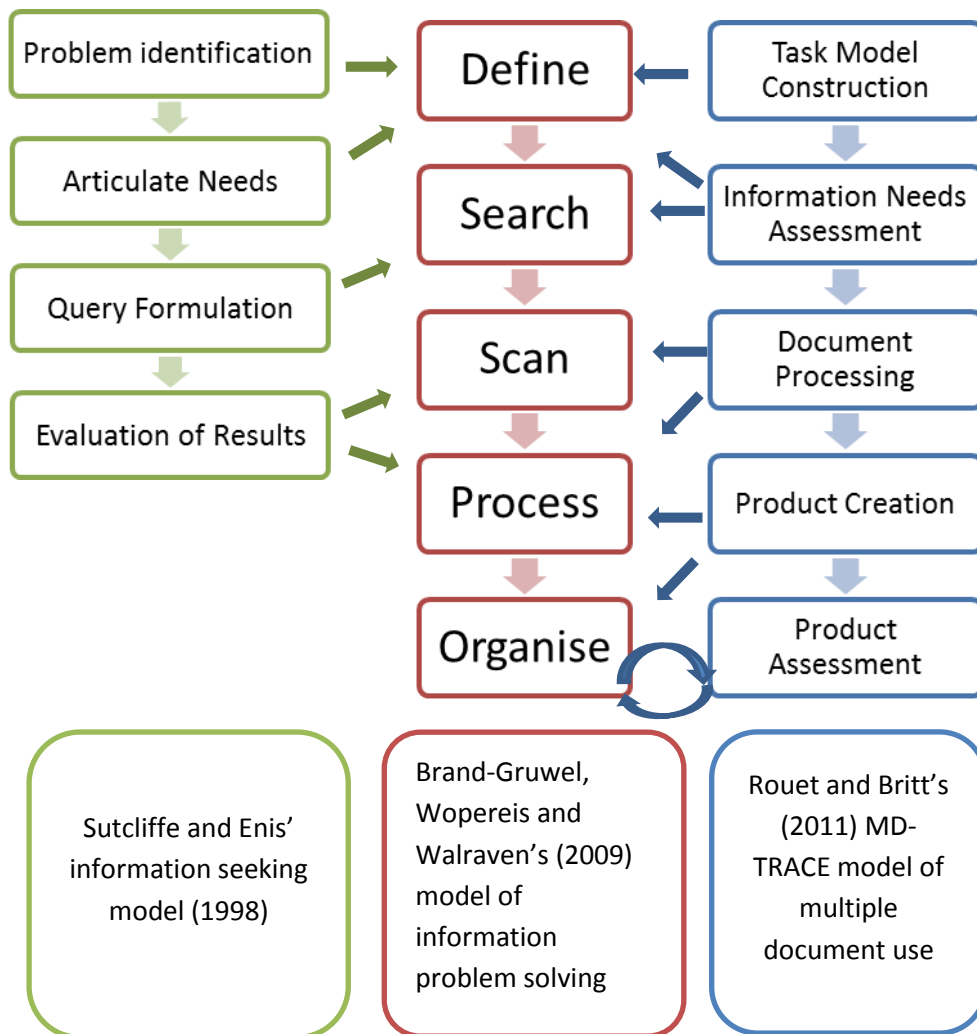 Problem identification
Articulate Needs
Query Formulation
Evaluation of Results
Define
Search
Scan
Process
Organise
Task Model
Construction
Information Needs
Assessment
Document
Processing
Product Creation
Product
Assessment
Sutcliffe and Enis’
information seeking
model (1998)
Brand-Gruwel,
Wopereis and
Walraven’s (2009)
model of
information
problem solving
Rouet and Britt’s
(2011) MD-
TRACE model of
multiple
document use